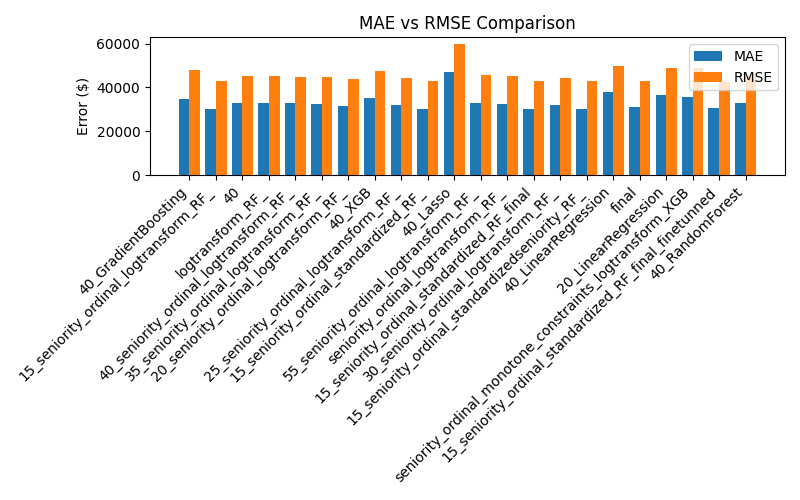 MAE vs RMSE Comparison
Error ($)
60000
40000
20000
0
MAE
RMSE
40_GradientBoosting
15_seniority_ordinal_logtransform_RF_
40
logtransform_RF_
40_seniority_ordinal_logtransform_RF_
35_seniority_ordinal_logtransform_RF_
20_seniority_ordinal_logtransform_RF_
40_XGB
25_seniority_ordinal_logtransform_RF_
15_seniority_ordinal_standardized_RF_
40_Lasso
55_seniority_ordinal_logtransform_RF_
seniority_ordinal_logtransform_RF_
15_seniority_ordinal_standardized_RF_final
30_seniority_ordinal_logtransform_RF_
15_seniority_ordinal_standardizedseniority_RF_
40_LinearRegression
final
20_LinearRegression
seniority_ordinal_monotone_constraints_logtransform_XGB
15_seniority_ordinal_standardized_RF_final_finetunned
40_RandomForest